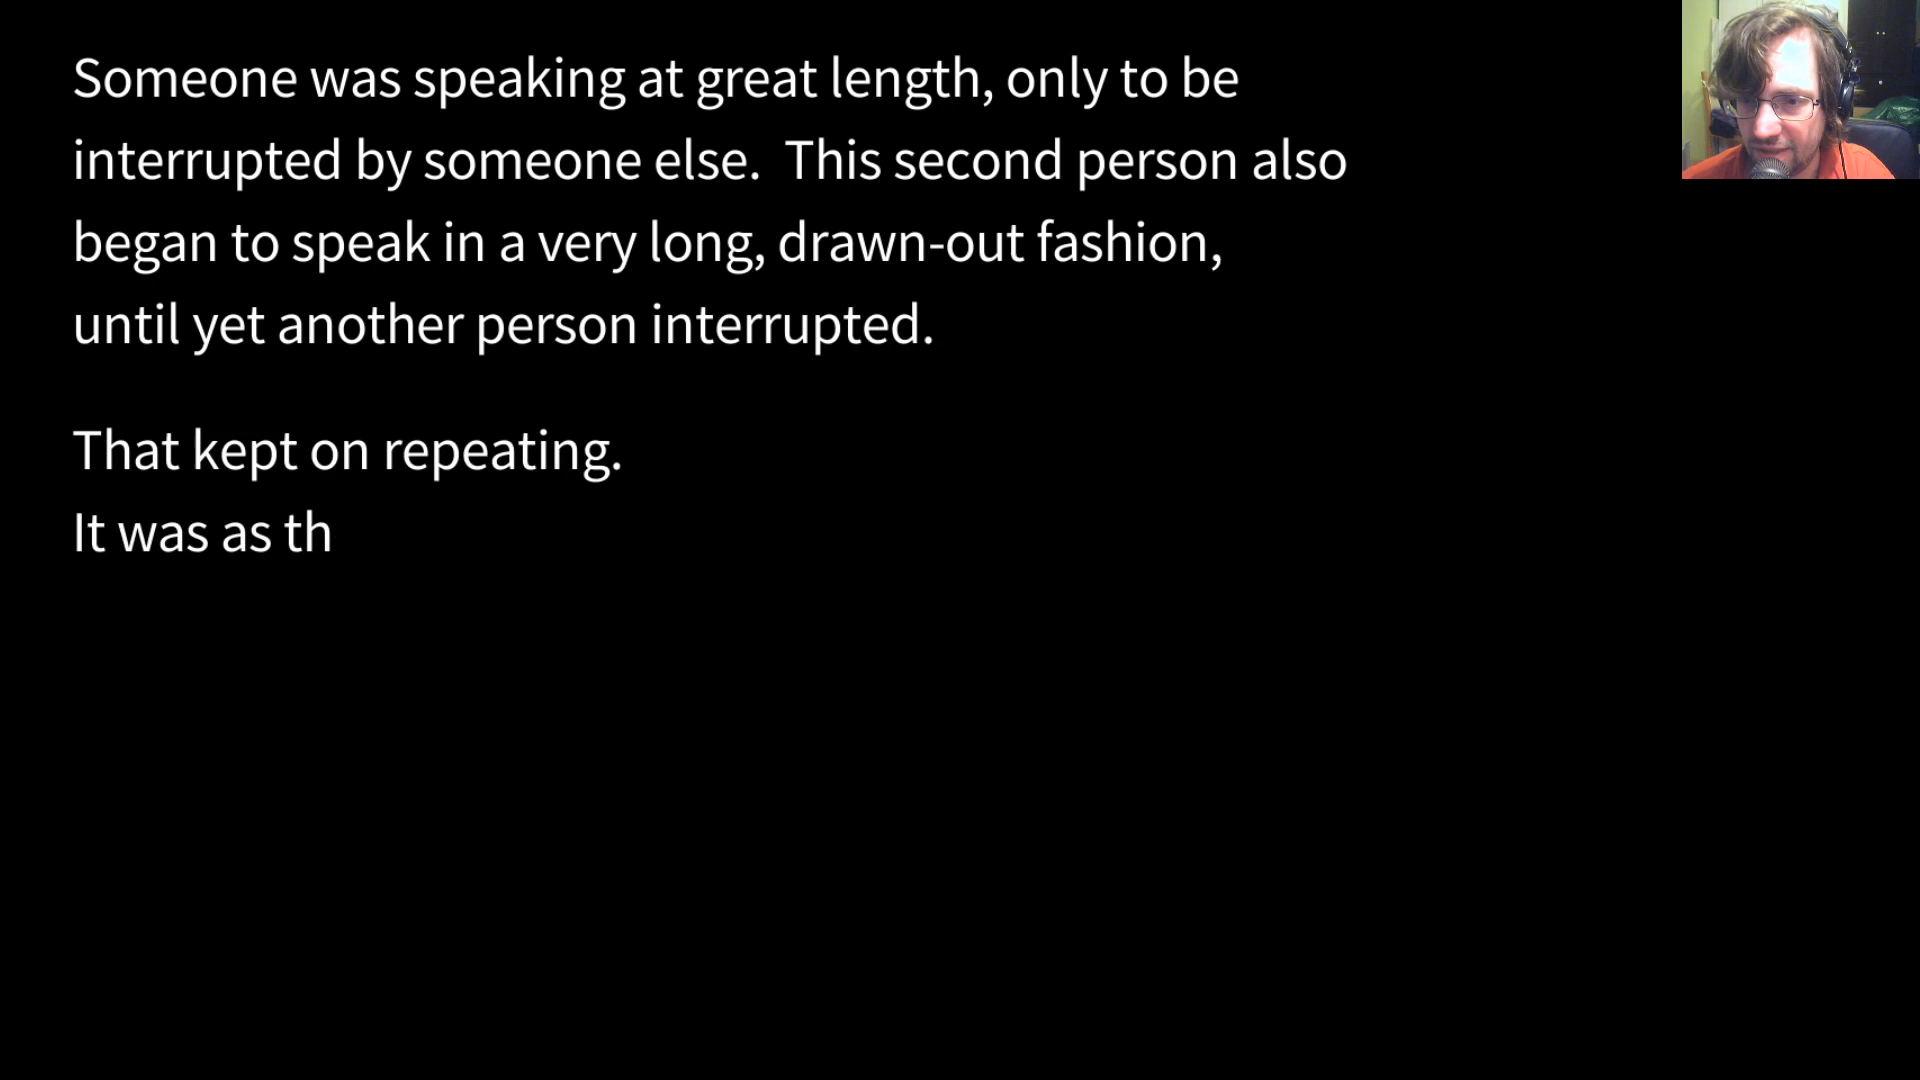 Someone was speaking at great length, only to be
interrupted by someone else.  This second person also
began to speak in a very long, drawn-out fashion,
until yet another person interrupted.
That kept on repeating.
It was as th